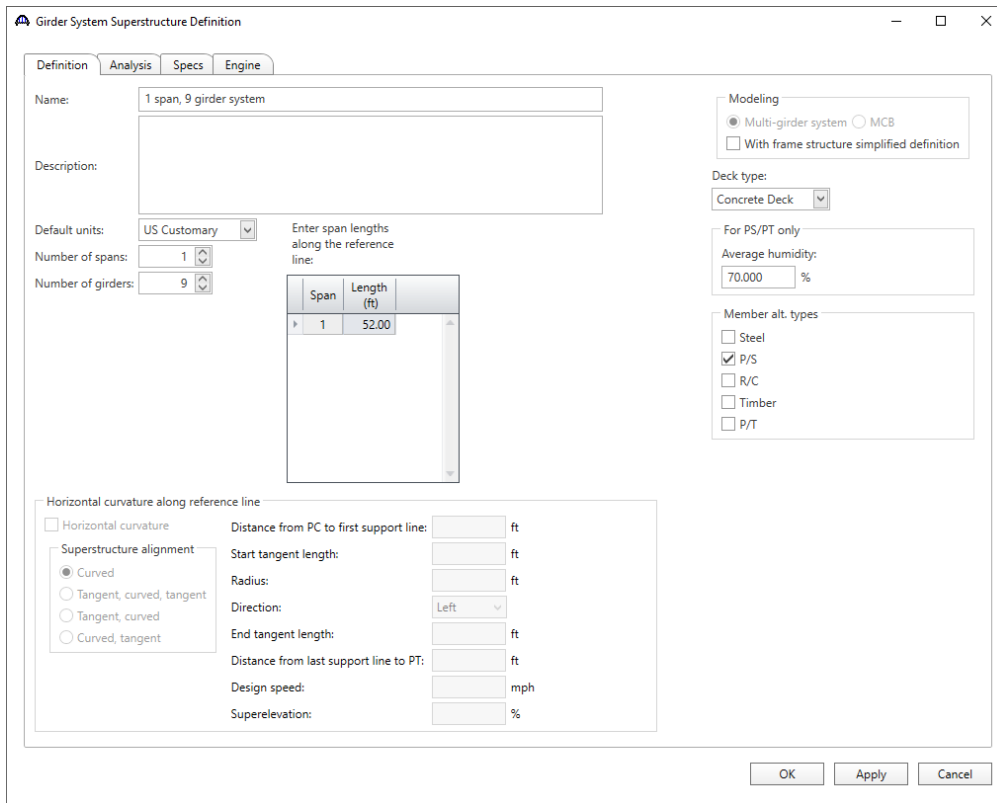 Girder System Superstructure Definition
Definition Analysis Specs Engine
Name: 1 span, 9 girder system
Description:
Default units: US Customary
Number of spans: 1
Number of girders: 9
Enter span lengths
along the reference
line:
Span Length
(ft)
1 52.00
Modeling
Multi-girder system MCB
With frame structure simplified definition
Deck type:
Concrete Deck
For PS/PT only
Average humidity:
70.000 %
Member alt. types
Steel
P/S
R/C
Timber
P/T
Horizontal curvature along reference line
Horizontal curvature
Superstructure alignment
Curved
Tangent, curved, tangent
Tangent, curved
Curved, tangent
Distance from PC to first support line: ft
Start tangent length: ft
Radius: ft
Direction: Left
End tangent length: ft
Distance from last support line to PT: ft
Design speed: mph
Superelevation: %
OK Apply Cancel